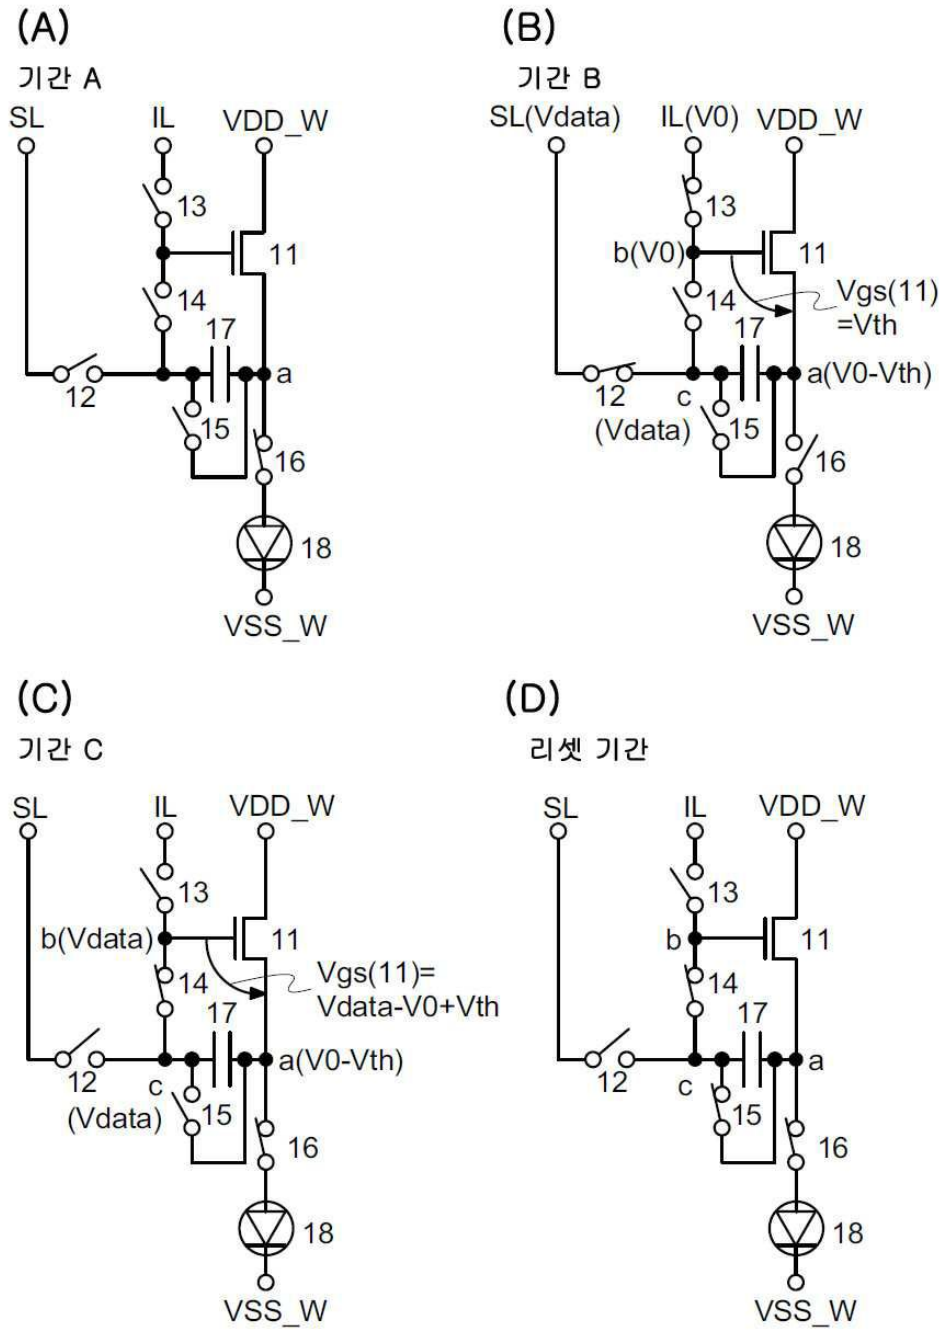 (A)
기간 A
SL
IL
VDD_W
13
11
14
17
a
12
15
16
18
VSS_W
(B)
기간 B
SL(Vdata)
IL(V0)
VDD_W
13
b(V0)
11
14
Vgs(11)
=Vth
17
a(V0-Vth)
12
c
(Vdata)
15
16
18
VSS_W
(C)
기간 C
SL
IL
VDD_W
13
b(Vdata)
11
14
Vgs(11)=
Vdata-V0+Vth
17
a(V0-Vth)
12
c
(Vdata)
15
16
18
VSS_W
(D)
리셋 기간
SL
IL
VDD_W
13
b
11
14
17
a
12
c
15
16
18
VSS_W